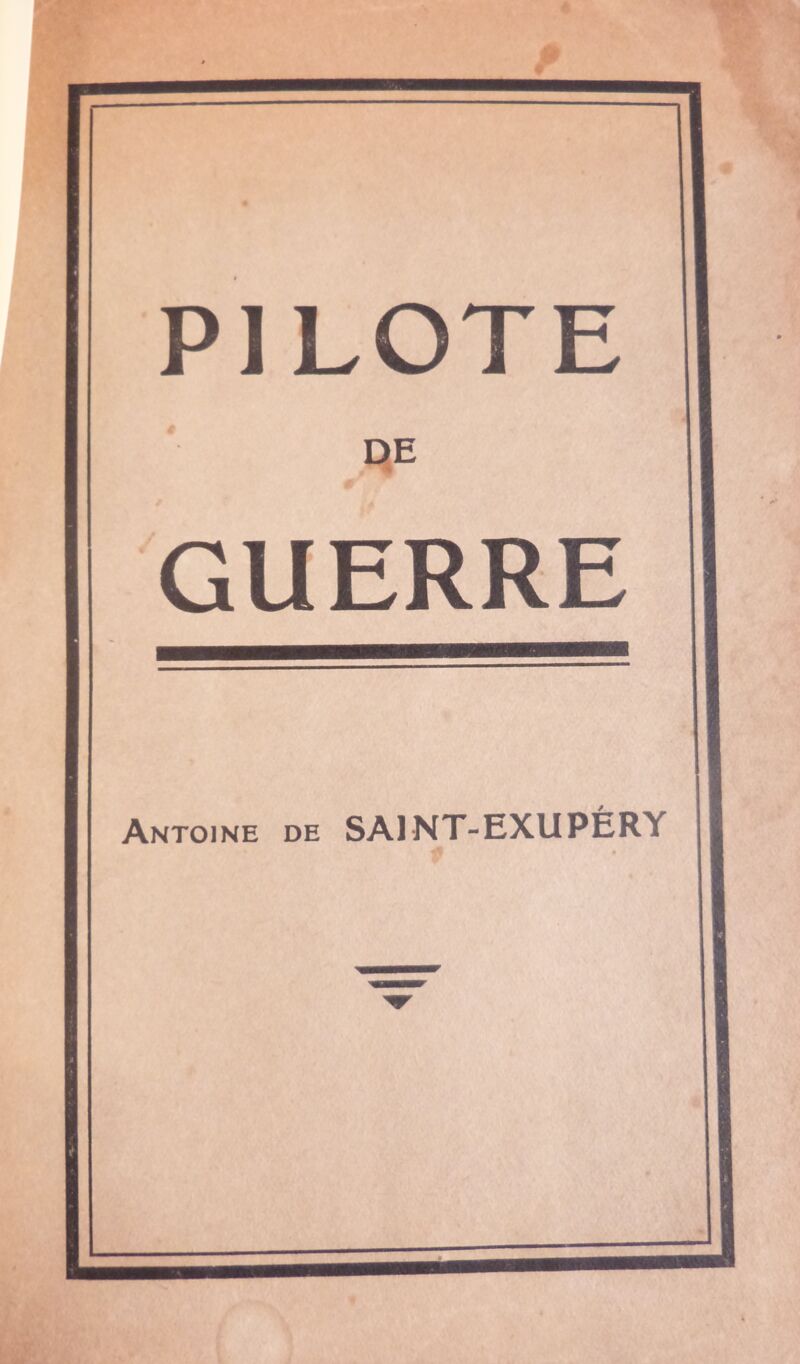 PILOTE
DE
GUERRE
ANTOINE DE SAINT-EXUPÉRY